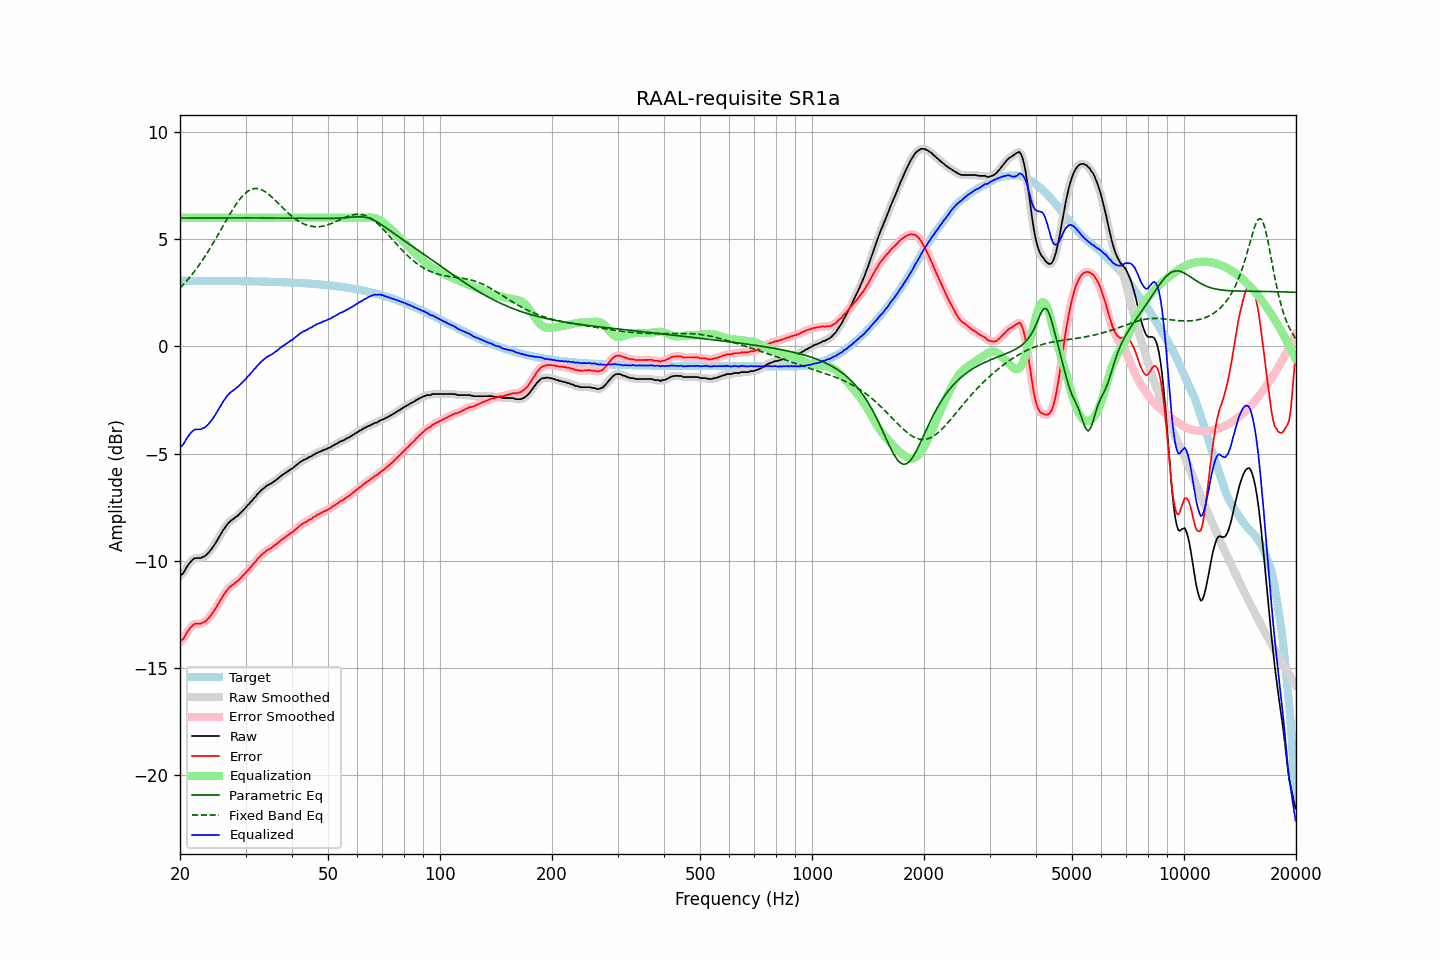 RAAL-requisite SR1a
10
5
0
−5
−10
−15
−20
Amplitude (dBr)
Target
Raw Smoothed
Error Smoothed
Raw
Error
Equalization
Parametric Eq
Fixed Band Eq
Equalized
20 50 100 200 500 1000 2000 5000 10000 20000
Frequency (Hz)